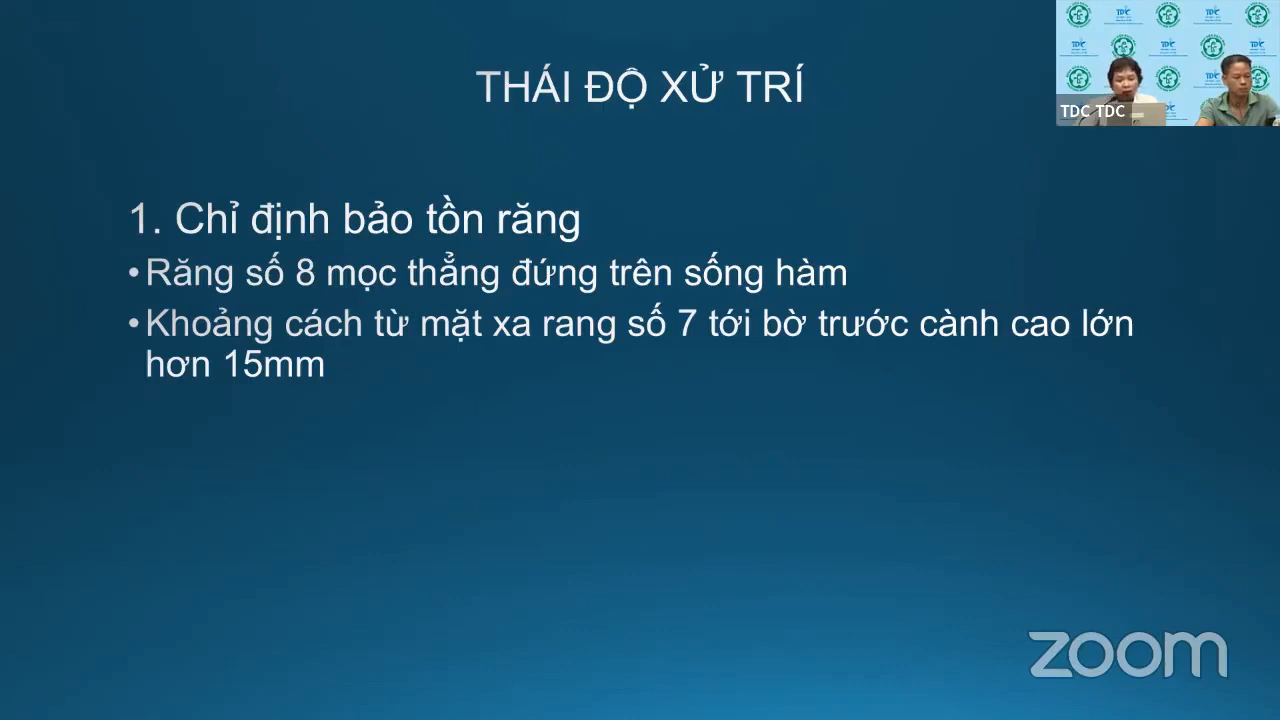 THÁI ĐỘ XỬ TRÍ
TDC TDC
1. Chỉ định bảo tồn răng
•Răng số 8 mọc thẳng đứng trên sống hàm
•Khoảng cách từ mặt xa rang số 7 tới bờ trước cành cao lớn
hơn 15mm
zoom